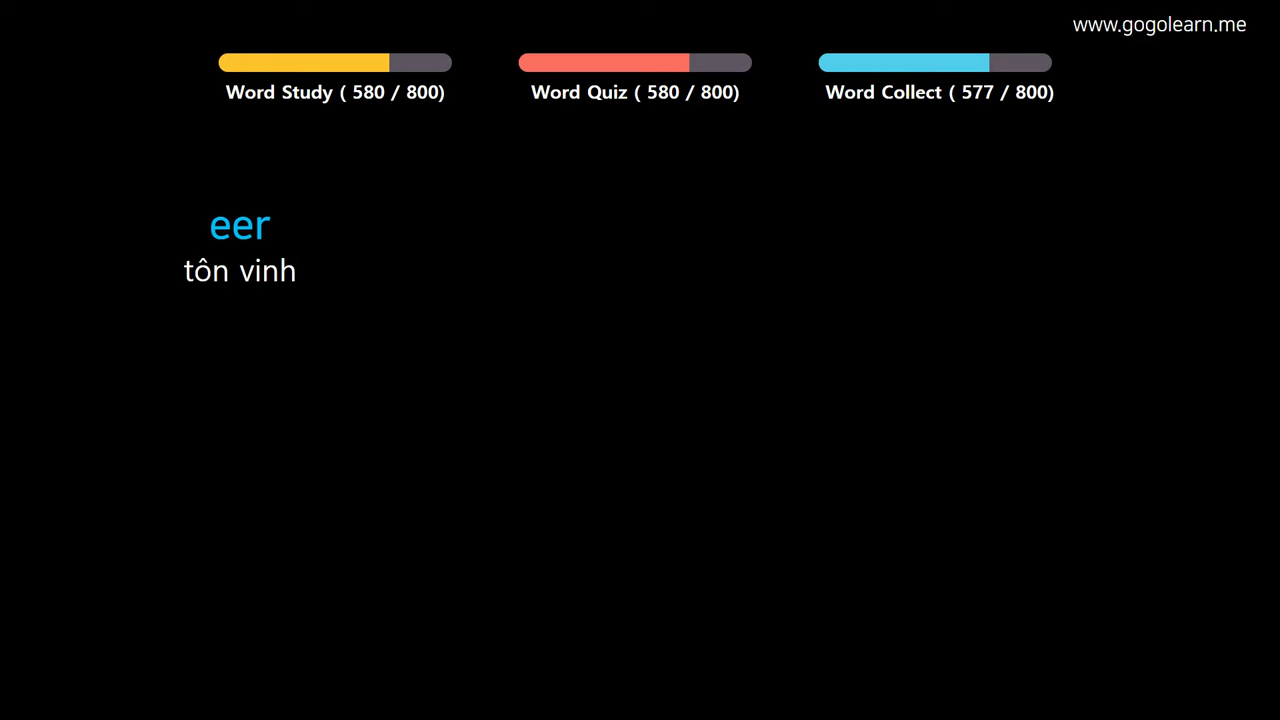 www.gogolearn.me
Word Study ( 580 / 800)
Word Quiz ( 580 / 800)
Word Collect ( 577 / 800)
eer
tôn vinh